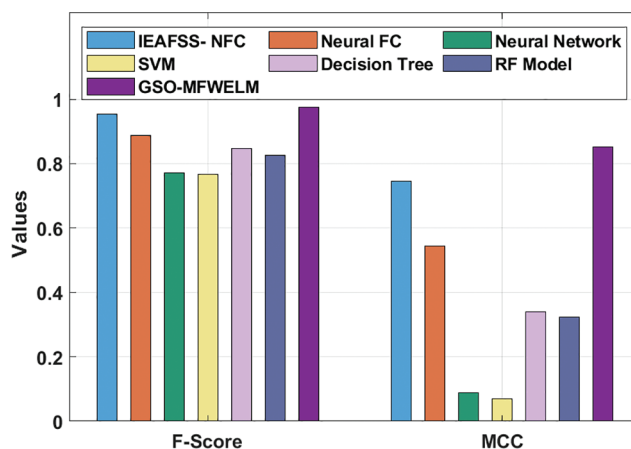 IEAFSS- NFC Neural FC Neural Network
SVM Decision Tree RF Model
GSO-MFWELM
1
0.8
0.6
0.4
0.2
0
Values
F-Score MCC